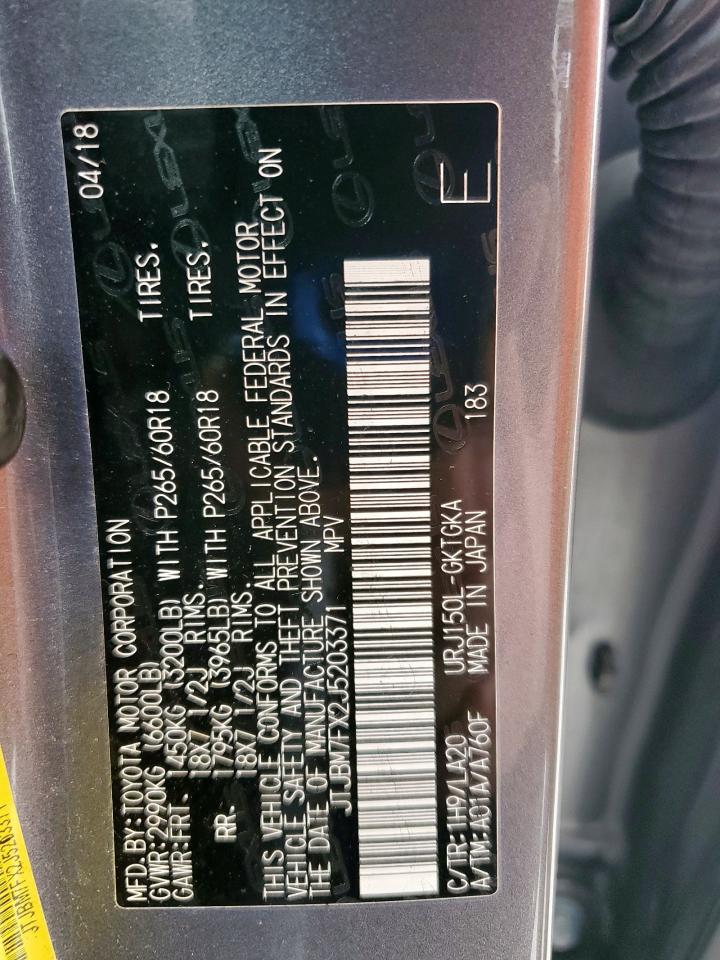 04/18
MFD.BY:TOYOTA MOTOR CORPORATION
GVWR:2990KG (6600LB)
GAWR:FRT. 1450KG (3200LB) WITH P265/60R18 TIRES.
18X7 1/2J RIMS.
RR. 1795KG (3965LB) WITH P265/60R18 TIRES.
18X7 1/2J RIMS.
THIS VEHICLE CONFORMS TO ALL APPLICABLE FEDERAL MOTOR
VEHICLE SAFETY AND THEFT PREVENTION STANDARDS IN EFFECT ON
THE DATE OF MANUFACTURE SHOWN ABOVE.
JTJBM7FX2J5203371 MPV
C/TR:1H9/LA20 URJ150L-GKTGKA
A/TM:A01A/A760F MADE IN JAPAN 183 E
LEXUS
JTJBM7FX2J5203371